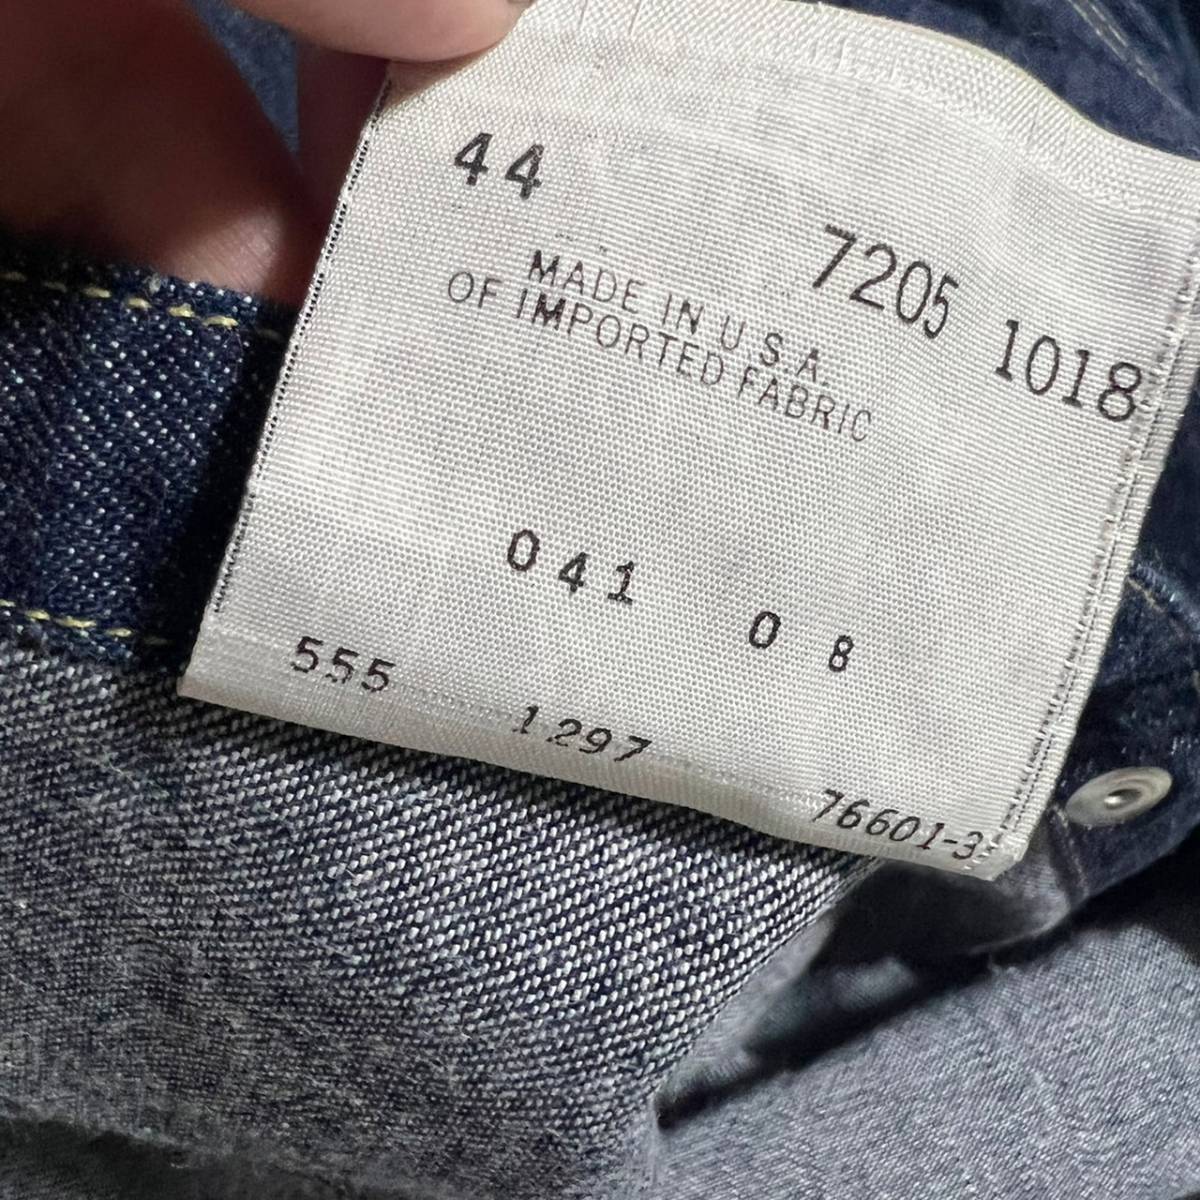 44
7205 1018
MADE IN U.S.A.
OF IMPORTED FABRIC
041 08
555 1297 76601-3